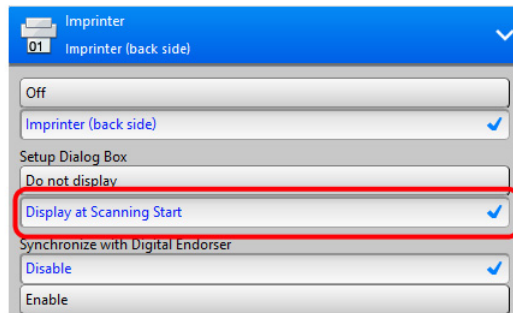 Imprinter
01 Imprinter (back side)
Off
Imprinter (back side)
Setup Dialog Box
Do not display
Display at Scanning Start
Synchronize with Digital Endorser
Disable
Enable